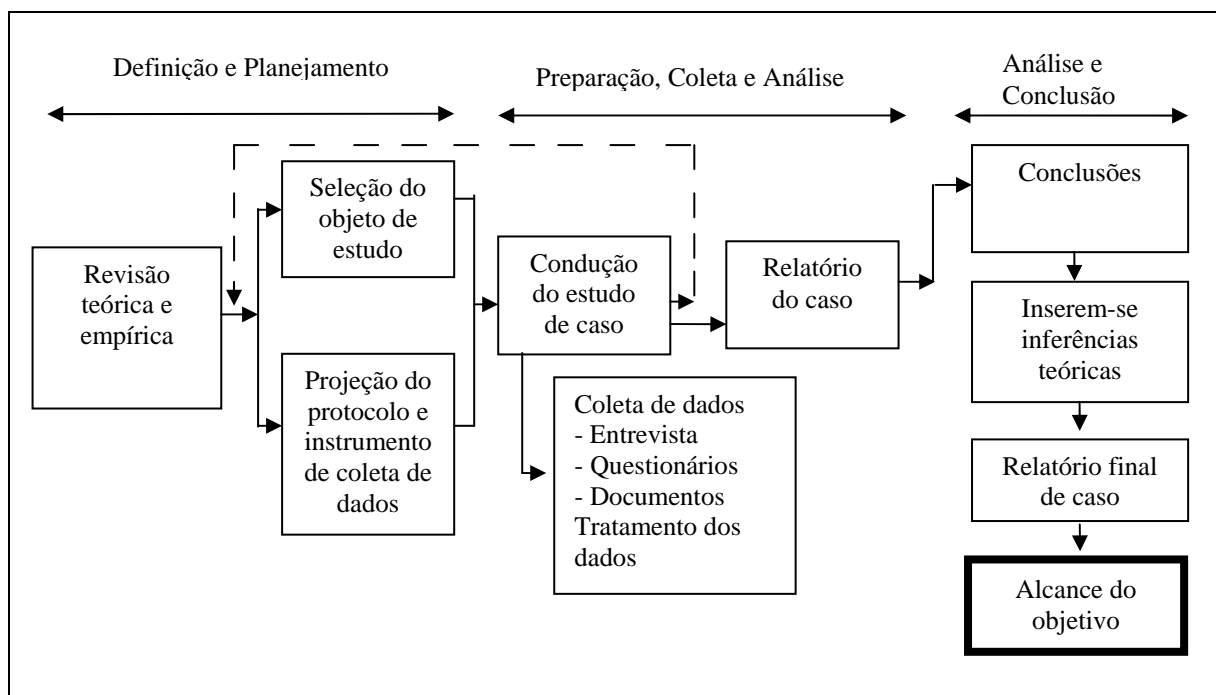 Definição e Planejamento
Preparação, Coleta e Análise
Análise e
Conclusão
Revisão
teórica e
empírica
Seleção do
objeto de
estudo
Projeção do
protocolo e
instrumento
de coleta de
dados
Condução
do estudo
de caso
Coleta de dados
- Entrevista
- Questionários
- Documentos
Tratamento dos
dados
Relatório
do caso
Conclusões
Inserem-se
inferências
teóricas
Relatório final
de caso
Alcance do
objetivo